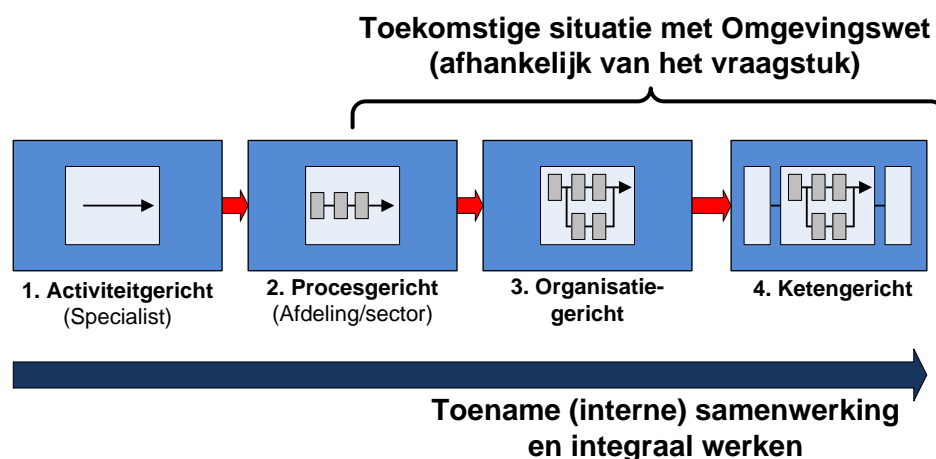 Toekomstige situatie met Omgevingswet
(afhankelijk van het vraagstuk)
1. Activiteitgericht
(Specialist)
2. Procesgericht
(Afdeling/sector)
3. Organisatie-
gericht
4. Ketengericht
Toename (interne) samenwerking
en integraal werken